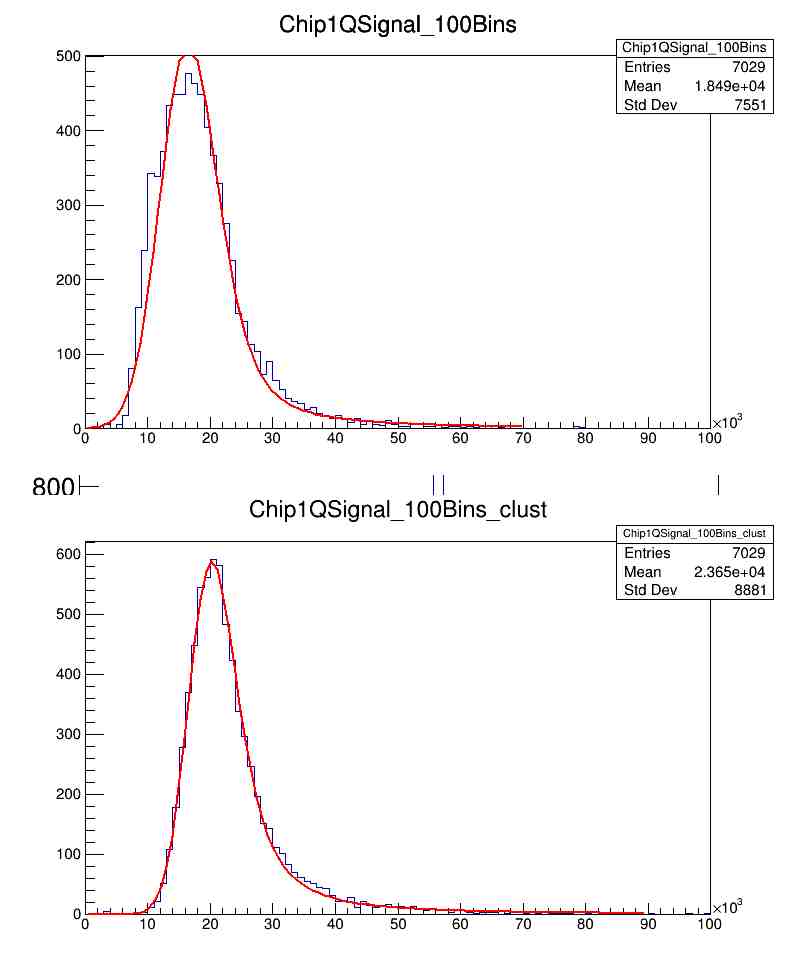 Chip1QSignal_100Bins
Chip1QSignal_100Bins
Entries 7029
Mean 1.849e+04
Std Dev 7551
500
400
300
200
100
0
0 10 20 30 40 50 60 70 80 90 100
×10³
800
Chip1QSignal_100Bins_clust
Chip1QSignal_100Bins_clust
Entries 7029
Mean 2.365e+04
Std Dev 8881
600
500
400
300
200
100
0
0 10 20 30 40 50 60 70 80 90 100
×10³